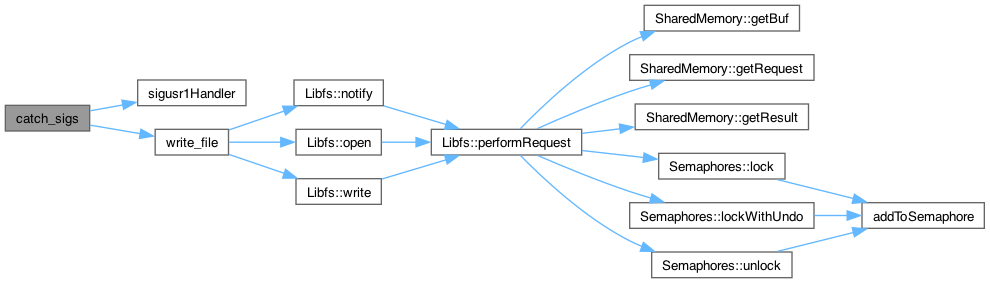 catch_sigs
sigusr1Handler
write_file
Libfs::notify
Libfs::open
Libfs::write
Libfs::performRequest
SharedMemory::getBuf
SharedMemory::getRequest
SharedMemory::getResult
Semaphores::lock
Semaphores::lockWithUndo
Semaphores::unlock
addToSemaphore